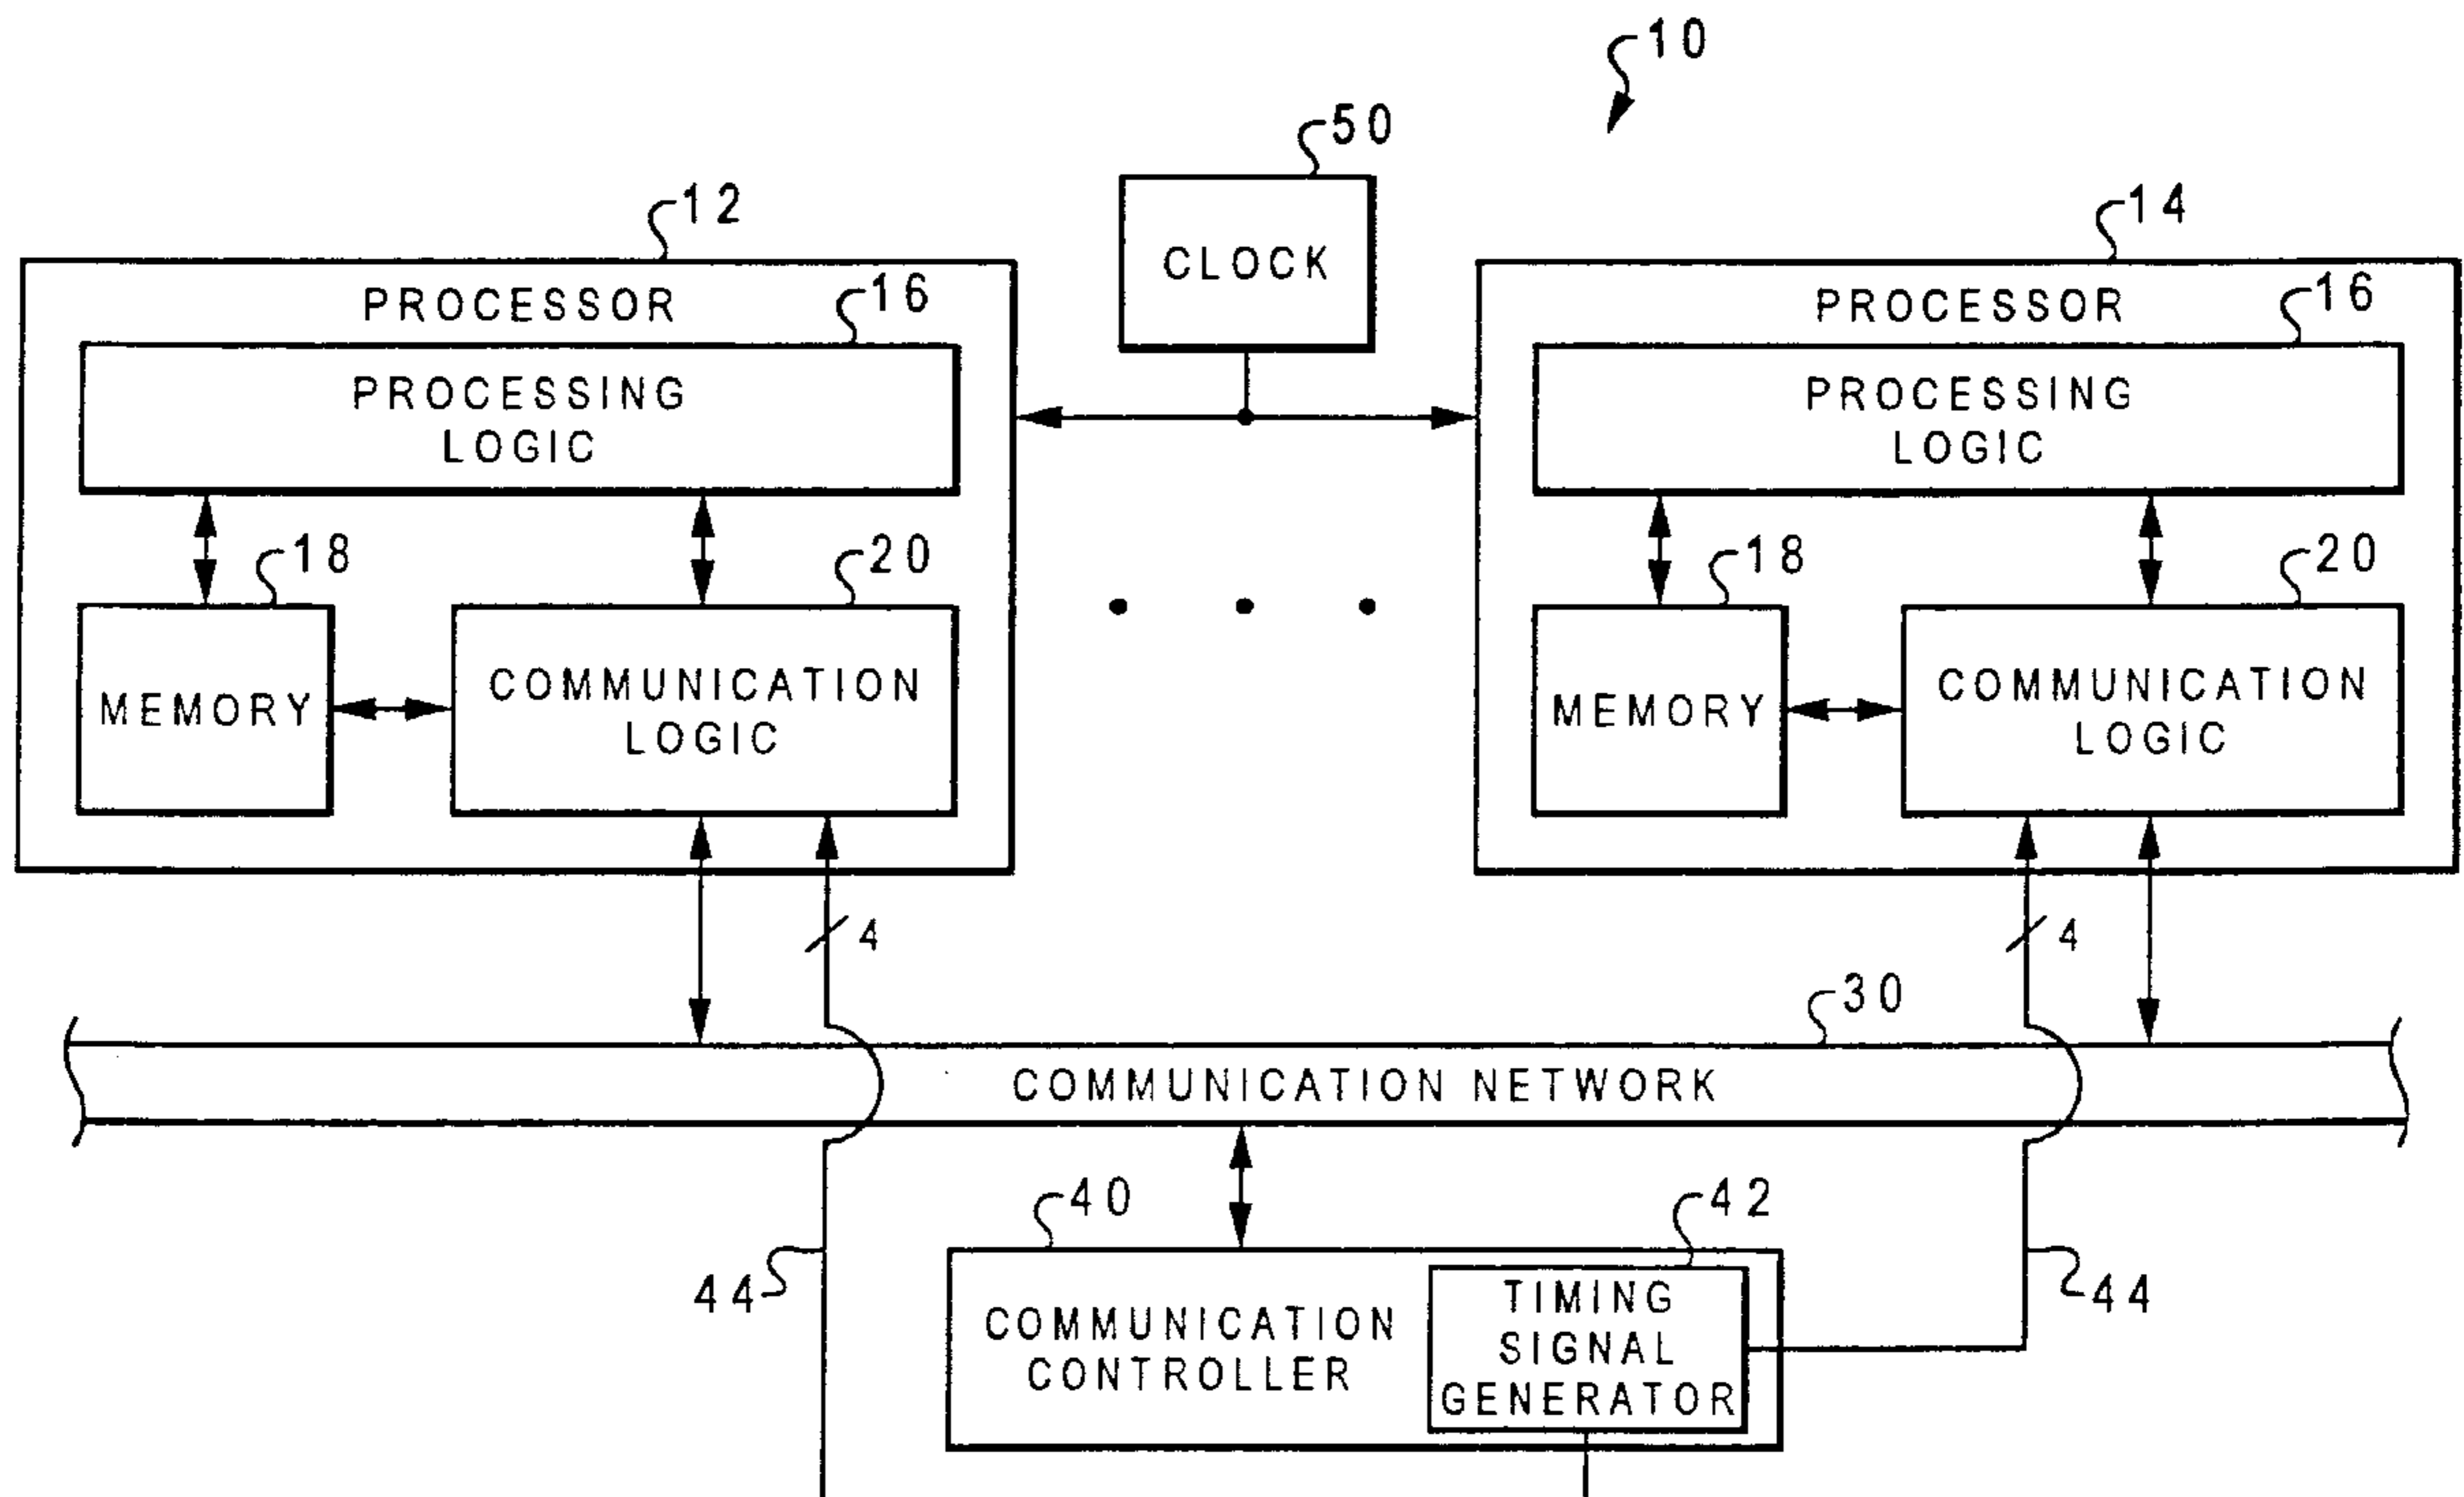 10
50
CLOCK
12
PROCESSOR
16
PROCESSING
LOGIC
18
MEMORY
20
COMMUNICATION
LOGIC
4
14
PROCESSOR
16
PROCESSING
LOGIC
18
MEMORY
20
COMMUNICATION
LOGIC
4
30
COMMUNICATION NETWORK
40
COMMUNICATION
CONTROLLER
42
TIMING
SIGNAL
GENERATOR
44
44